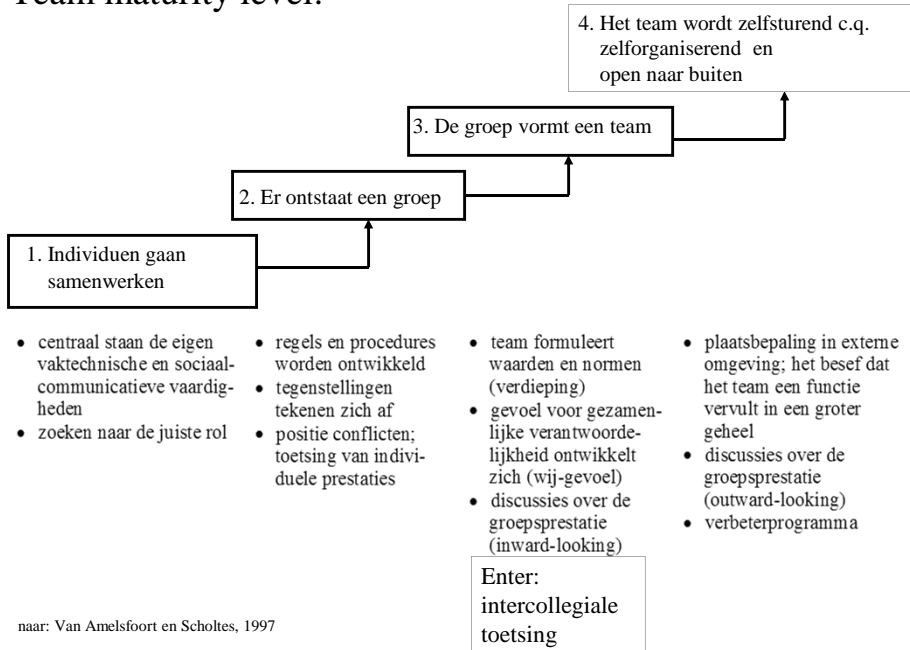 Team maturity level:
4. Het team wordt zelfsturend c.q.
zelforganiserend en
open naar buiten
3. De groep vormt een team
2. Er ontstaat een groep
1. Individuen gaan
samenwerken
• centraal staan de eigen
vaktechnische en sociaal-
communicatieve vaardig-
heden
• zoeken naar de juiste rol
• regels en procedures
worden ontwikkeld
• tegenstellingen
tekenen zich af
• positie conflicten;
toetsing van indivi-
duele prestaties
• team formuleert
waarden en normen
(verdieping)
• gevoel voor gezamen-
lijke verantwoorde-
lijkheid ontwikkelt
zich (wij-gevoel)
• discussies over de
groepsprestatie
(inward-looking)
• plaatsbepaling in externe
omgeving; het besef dat
het team een functie
vervult in een groter
geheel
• discussies over de
groepsprestatie
(outward-looking)
• verbeterprogramma
Enter:
intercollegiale
toetsing
naar: Van Amelsfoort en Scholtes, 1997